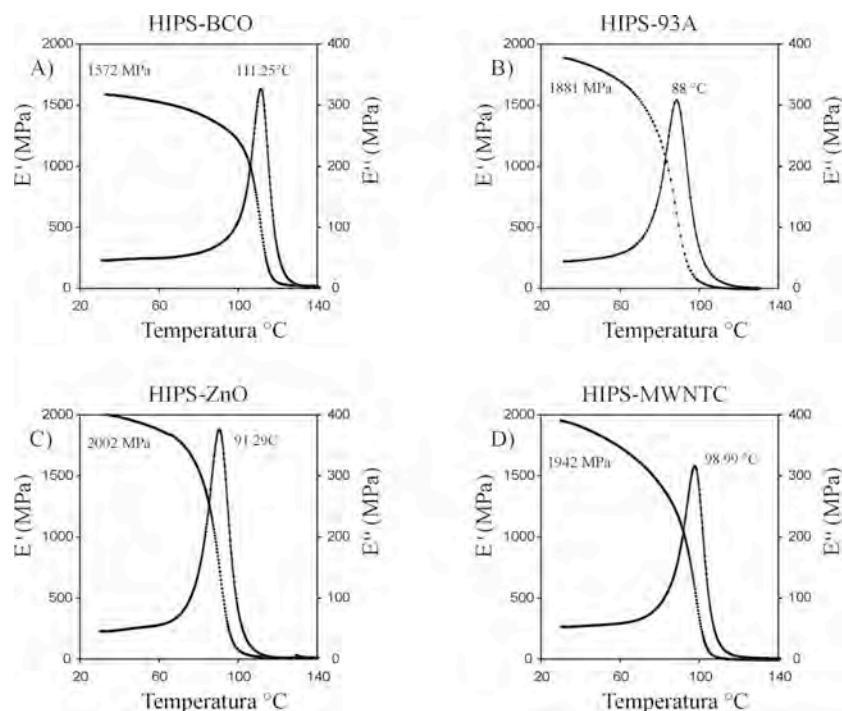 HIPS-BCO
A)
1572 MPa
111.25°C
2000
1500
1000
500
0
E' (MPa)
400
300
200
100
0
E" (MPa)
20
60
100
140
Temperatura °C
HIPS-93A
B)
1881 MPa
88 °C
2000
1500
1000
500
0
E' (MPa)
400
300
200
100
0
E" (MPa)
20
60
100
140
Temperatura °C
HIPS-ZnO
C)
2002 MPa
91.29C
2000
1500
1000
500
0
E' (MPa)
400
300
200
100
0
E" (MPa)
20
60
100
140
Temperatura °C
HIPS-MWNTC
D)
1942 MPa
98.99 °C
2000
1500
1000
500
0
E' (MPa)
400
300
200
100
0
E" (MPa)
20
60
100
140
Temperatura °C